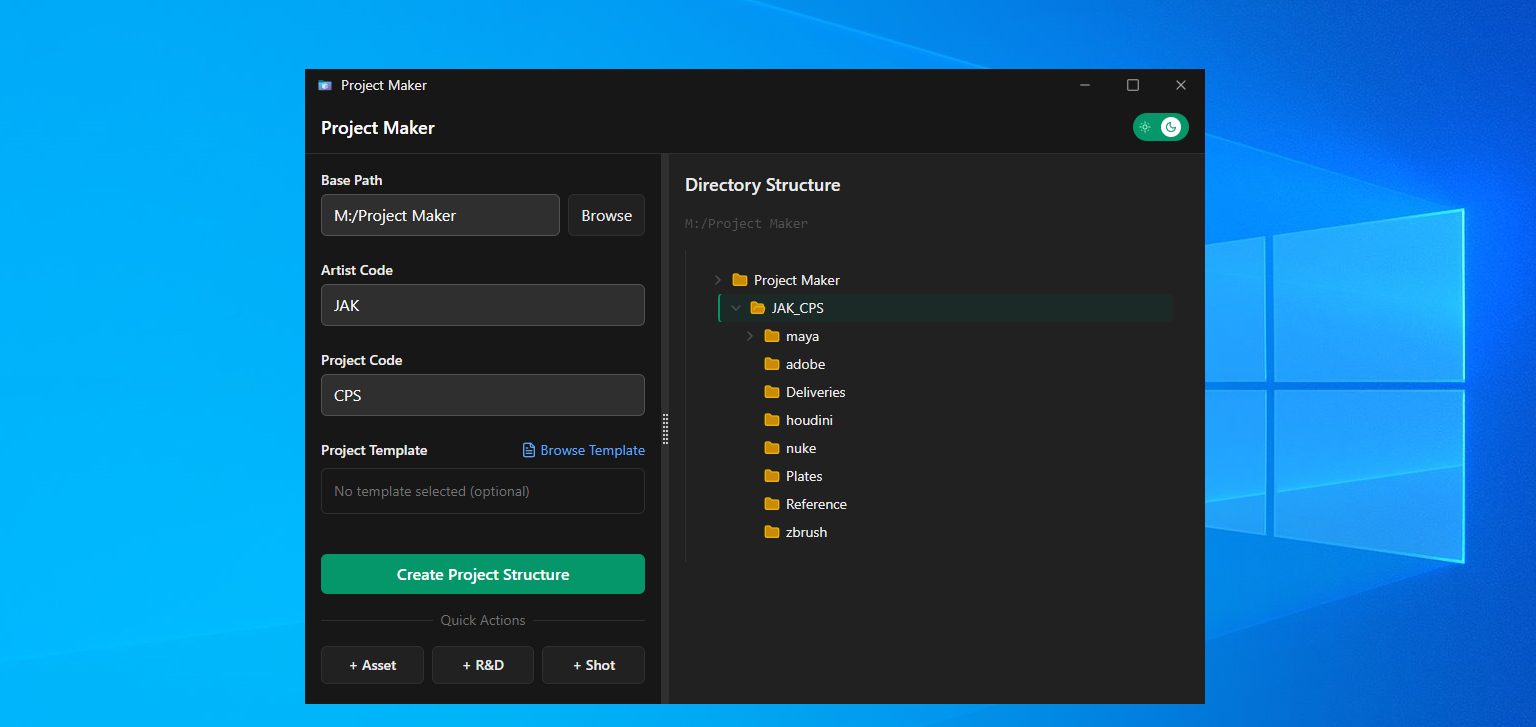 Project Maker
Project Maker
Base Path
M:/Project Maker
Browse
Artist Code
JAK
Project Code
CPS
Project Template
Browse Template
No template selected (optional)
Create Project Structure
Quick Actions
+ Asset
+ R&D
+ Shot
Directory Structure
M:/Project Maker
Project Maker
JAK_CPS
maya
adobe
Deliveries
houdini
nuke
Plates
Reference
zbrush